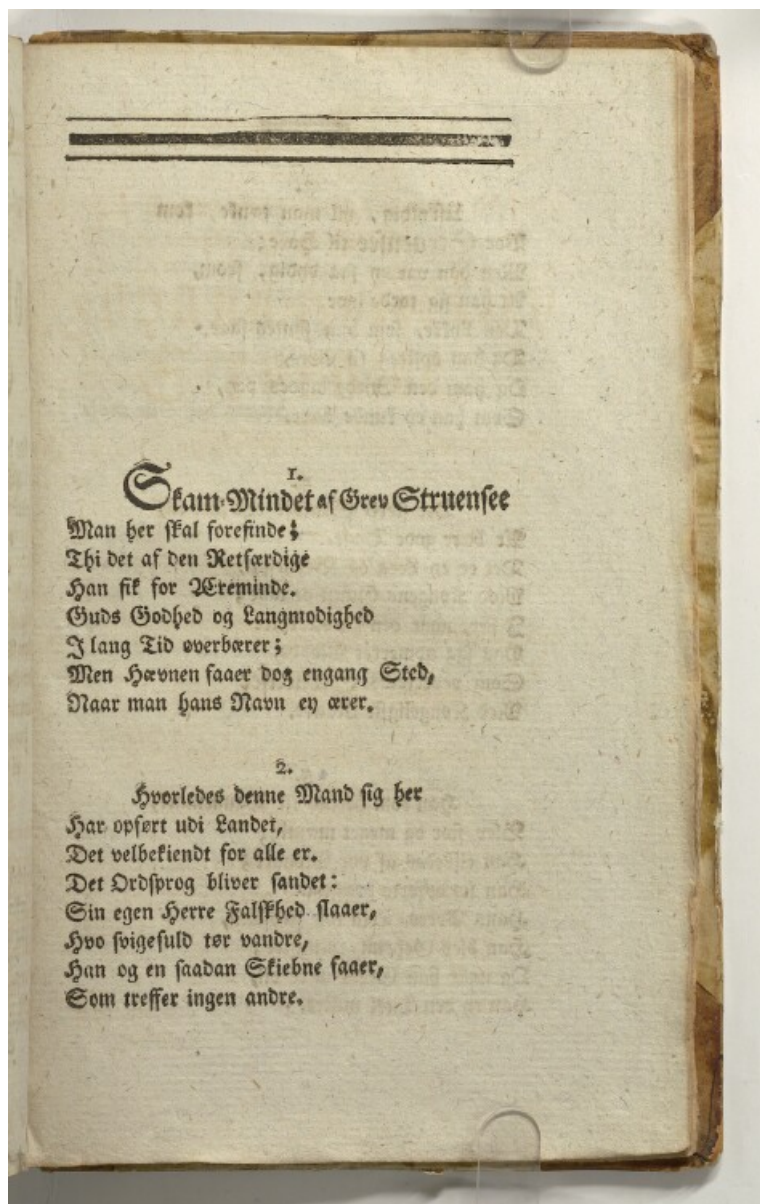 1.
Skam-Mindet af Grev Struensee
Man her skal forefinde;
Thi det af den Retfærdige
Han fik for Æreminde.
Guds Godhed og Langmodighed
I lang Tid overbærer;
Men Hævnen faaer dog engang Sted,
Naar man hans Navn ey ærer.
2.
Hvorledes denne Mand sig her
Har opført udi Landet,
Det velbekiendt for alle er.
Det Ordsprog bliver sandet:
Sin egen Herre Falskhed slaaer,
Hvo svigefuld tør vandre,
Han og en saadan Skiebne faaer,
Som treffer ingen andre.